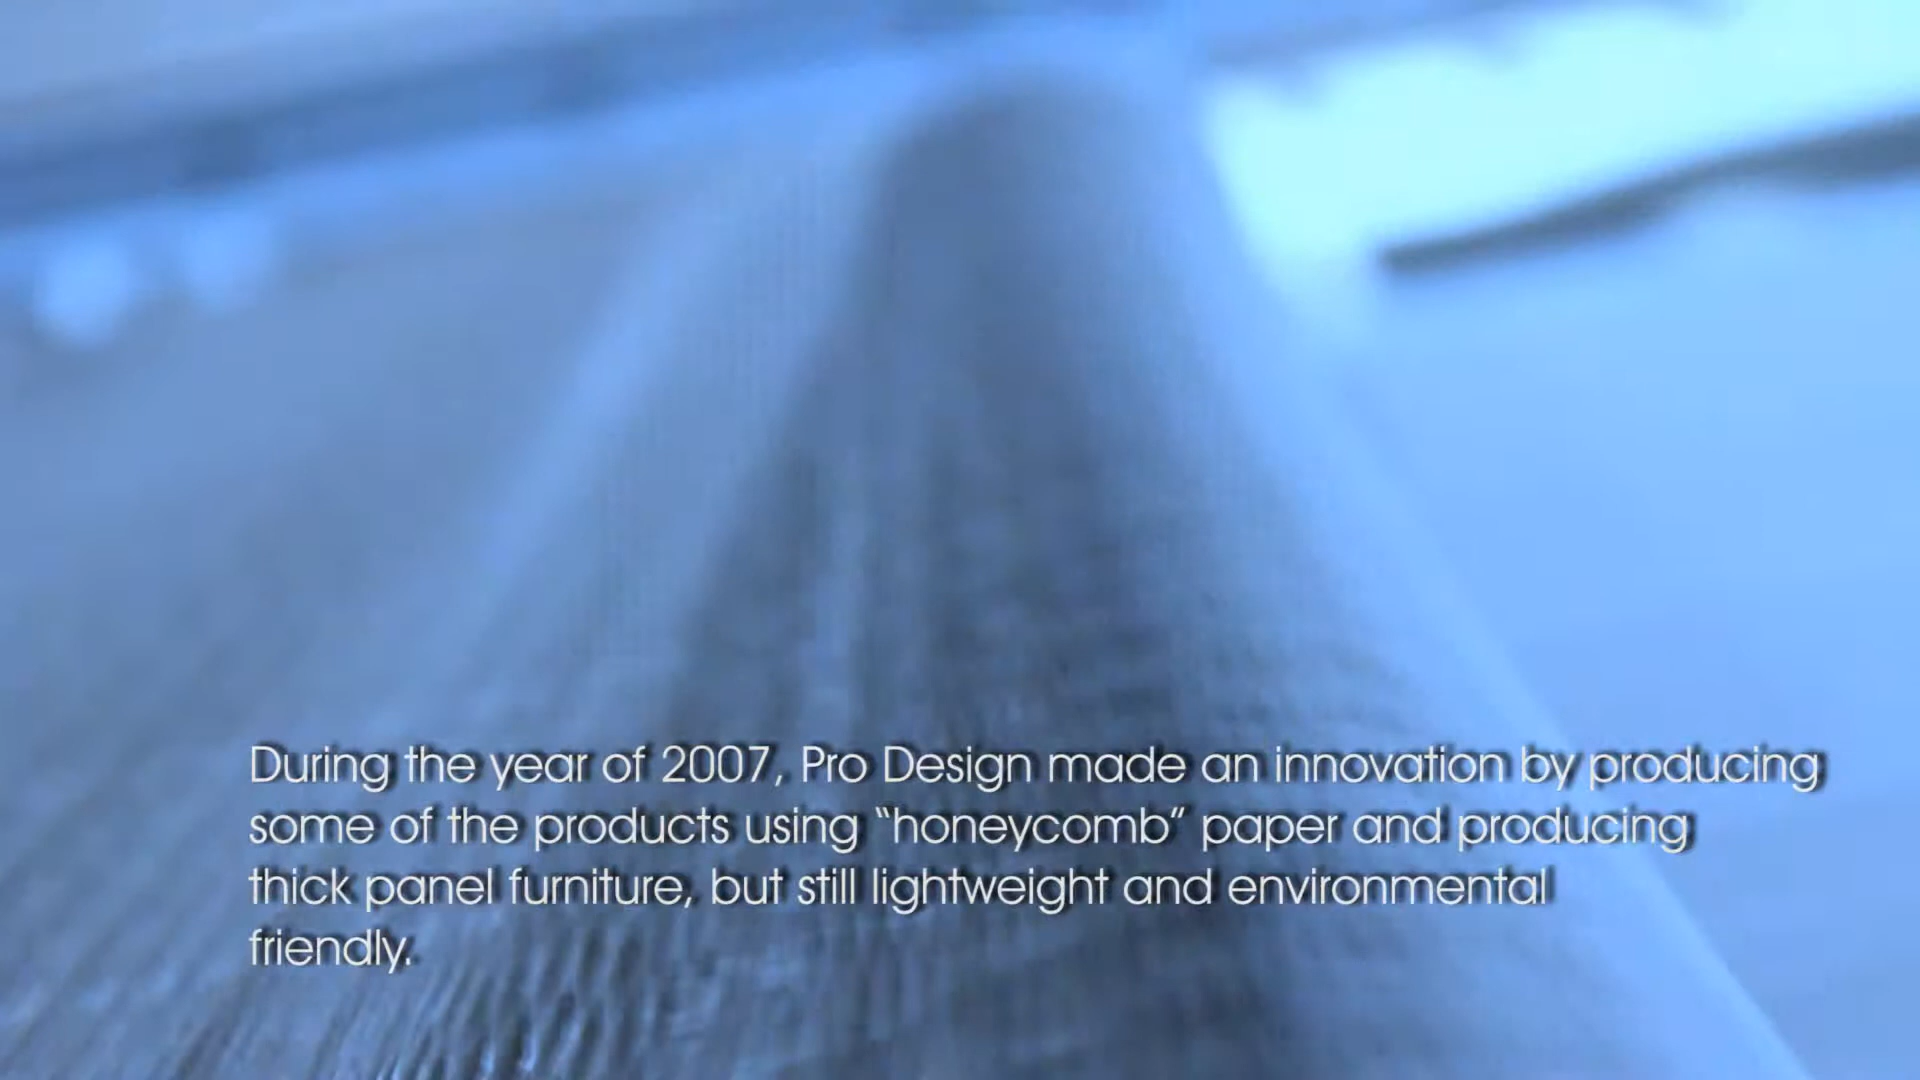 During the year of 2007, Pro Design made an innovation by producing
some of the products using “honeycomb” paper and producing
thick panel furniture, but still lightweight and environmental
friendly.